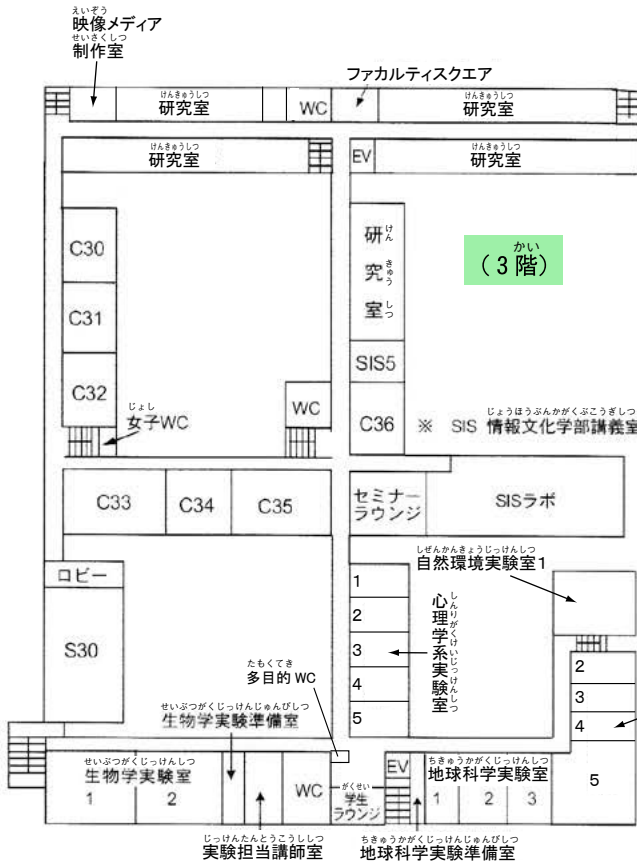 えいぞう
映像メディア
せいさくしつ
制作室
ファカルティスクエア
けんきゅうしつ
研究室
WC
けんきゅうしつ
研究室
けんきゅうしつ
研究室
EV
けんきゅうしつ
研究室
C30
けんきゅうしつ
研究室
かい
(3階)
C31
SIS5
C32
WC
C36
じょうほうぶんかがくぶこうぎしつ
※ SIS 情報文化学部講義室
じょし
女子WC
C33
C34
C35
セミナー
ラウンジ
SISラボ
ロビー
S30
1
2
3
4
5
しんりがくけいじっけんしつ
心理学系実験室
しぜんかんきょうじっけんしつ
自然環境実験室1
2
3
4
5
たもくてき
多目的 WC
せいぶつがくじっけんじゅんびしつ
生物学実験準備室
せいぶつがくじっけんしつ
生物学実験室
1
2
WC
がくせい
学生
ラウンジ
EV
ちきゅうかがくじっけんしつ
地球科学実験室
1
2
3
じっけんたんとうこうししつ
実験担当講師室
ちきゅうかがくじっけんじゅんびしつ
地球科学実験準備室